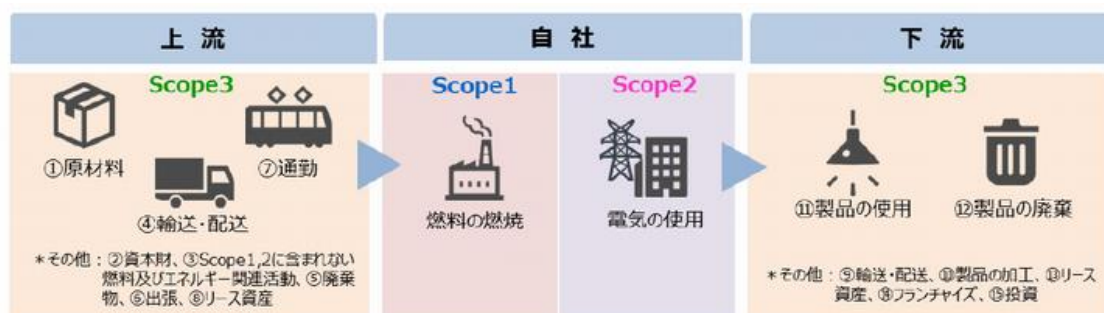 上 流
自 社
下 流
Scope3
①原材料
⑦通勤
④輸送・配送
*その他：②資本財、③Scope1,2に含まれない
燃料及びエネルギー関連活動、⑤廃棄
物、⑥出張、⑧リース資産
Scope1
燃料の燃焼
Scope2
電気の使用
Scope3
⑪製品の使用
⑫製品の廃棄
*その他：⑨輸送・配送、⑩製品の加工、⑬リース
資産、⑭フランチャイズ、⑮投資